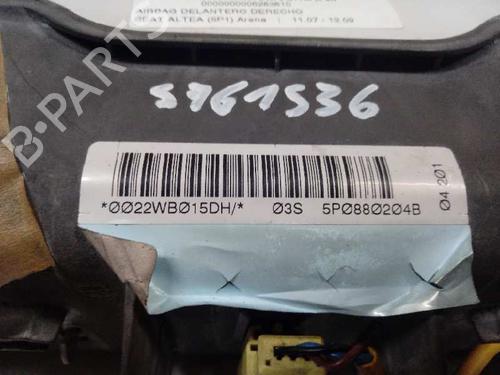 AIRBAG DELANTERO DERECHO
SEAT ALTEA (5P1) Arena | 11.07 - 12.09
5761536
*0022WB015DH/* 03S 5P0880204B
04.201
B-PARTS